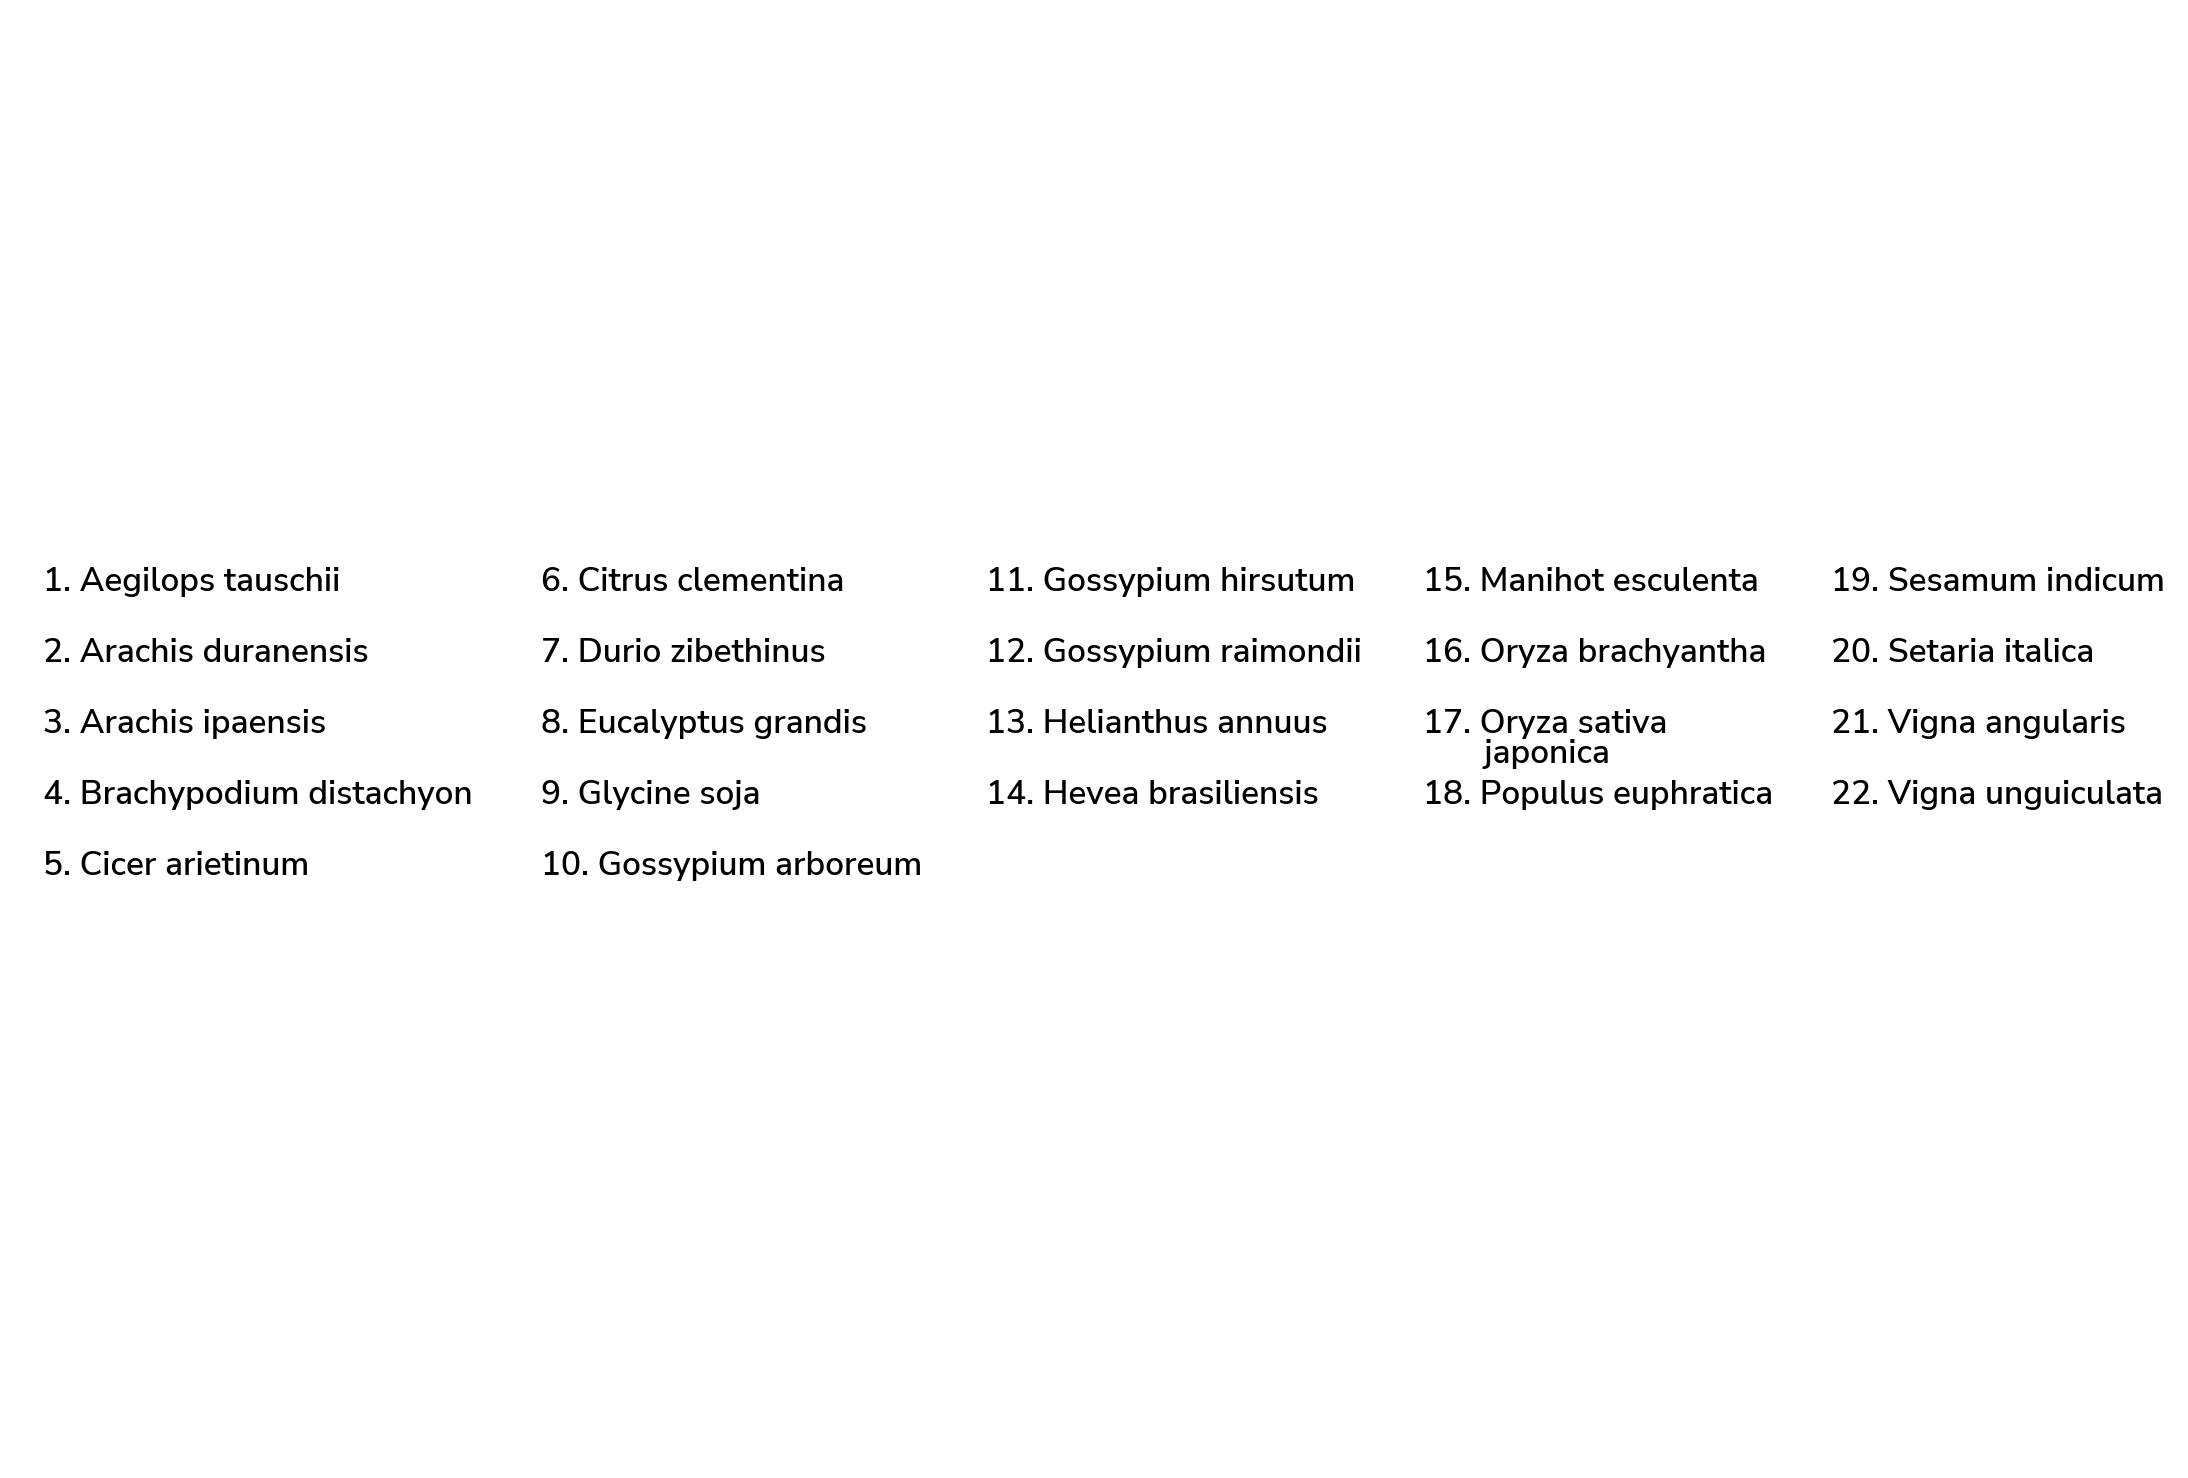 1. Aegilops tauschii
2. Arachis duranensis
3. Arachis ipaensis
4. Brachypodium distachyon
5. Cicer arietinum
6. Citrus clementina
7. Durio zibethinus
8. Eucalyptus grandis
9. Glycine soja
10. Gossypium arboreum
11. Gossypium hirsutum
12. Gossypium raimondii
13. Helianthus annuus
14. Hevea brasiliensis
15. Manihot esculenta
16. Oryza brachyantha
17. Oryza sativa
japonica
18. Populus euphratica
19. Sesamum indicum
20. Setaria italica
21. Vigna angularis
22. Vigna unguiculata